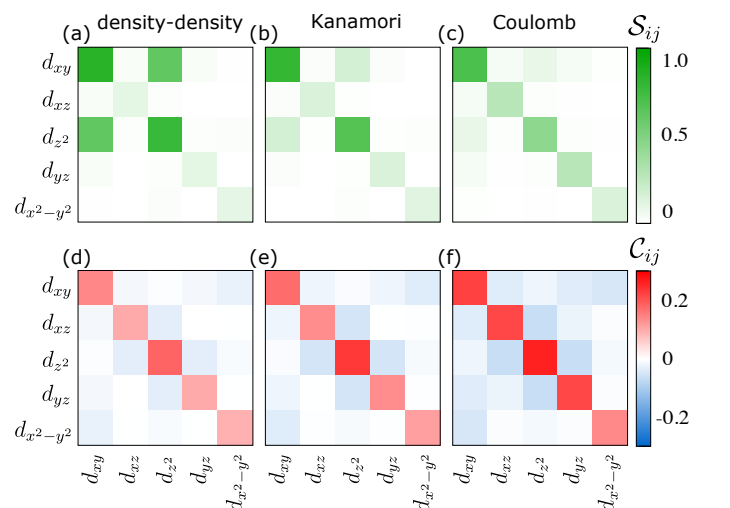 density-density Kanamori Coulomb
(a) (b) (c) 𝒮ij
dxy 1.0
dxz
dz² 0.5
dyz
dx²−y² 0
(d) (e) (f) 𝒞ij
dxy
dxz 0.2
dz² 0
dyz
dx²−y² -0.2
dxy dxz dz² dyz dx²−y² dxy dxz dz² dyz dx²−y² dxy dxz dz² dyz dx²−y²